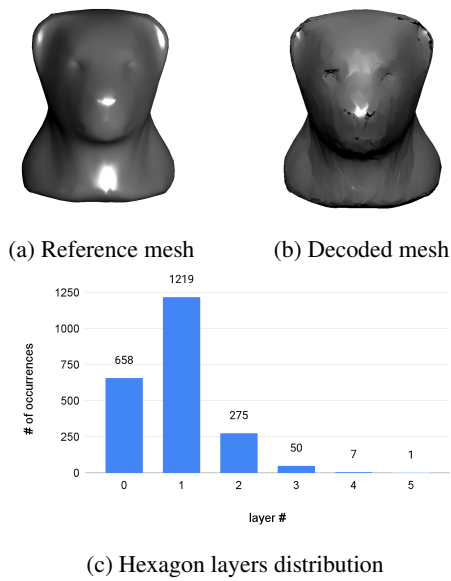 (a) Reference mesh
(b) Decoded mesh
# of occurrences
1250
1000
750
500
250
0
658
1219
275
50
7
1
0 1 2 3 4 5
layer #
(c) Hexagon layers distribution